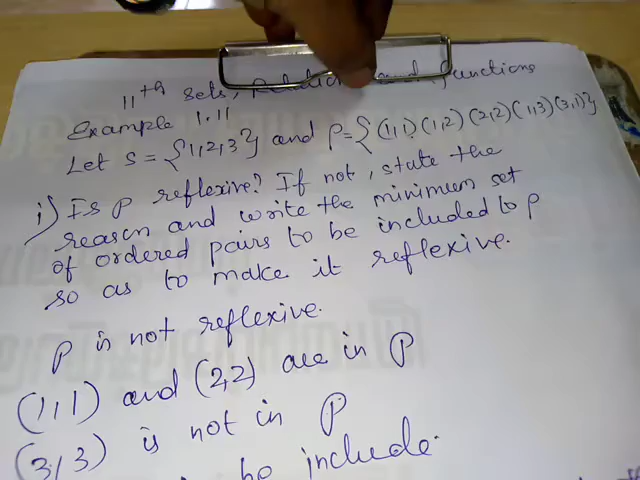 11th sets, Relations and functions
Example 1.11
Let S = {1,2,3} and ρ = {(1,1) (1,2) (2,2) (1,3) (3,1)}
i) Is ρ reflexive? If not, state the
reason and write the minimum set
of ordered pairs to be included to ρ
so as to make it reflexive.
ρ is not reflexive.
(1,1) and (2,2) are in ρ
(3,3) is not in ρ
be include